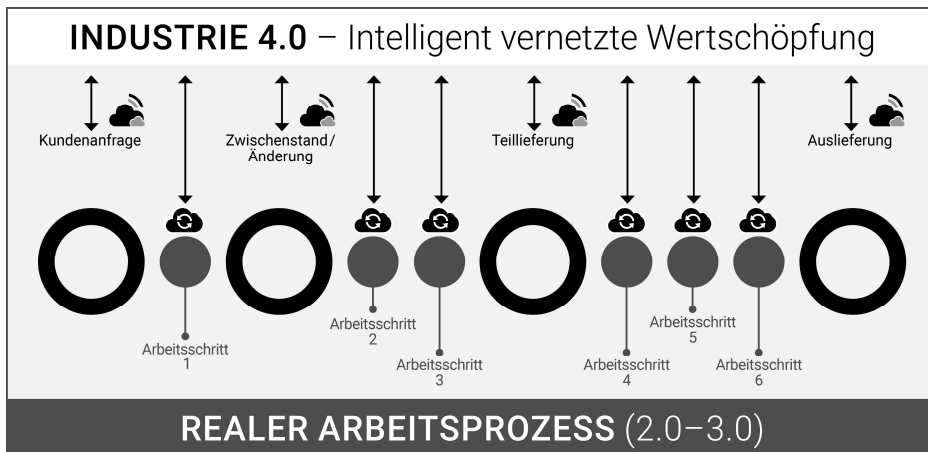 INDUSTRIE 4.0 – Intelligent vernetzte Wertschöpfung
Kundenanfrage
Zwischenstand/
Änderung
Teillieferung
Auslieferung
Arbeitsschritt
1
Arbeitsschritt
2
Arbeitsschritt
3
Arbeitsschritt
4
Arbeitsschritt
5
Arbeitsschritt
6
REALER ARBEITSPROZESS (2.0–3.0)